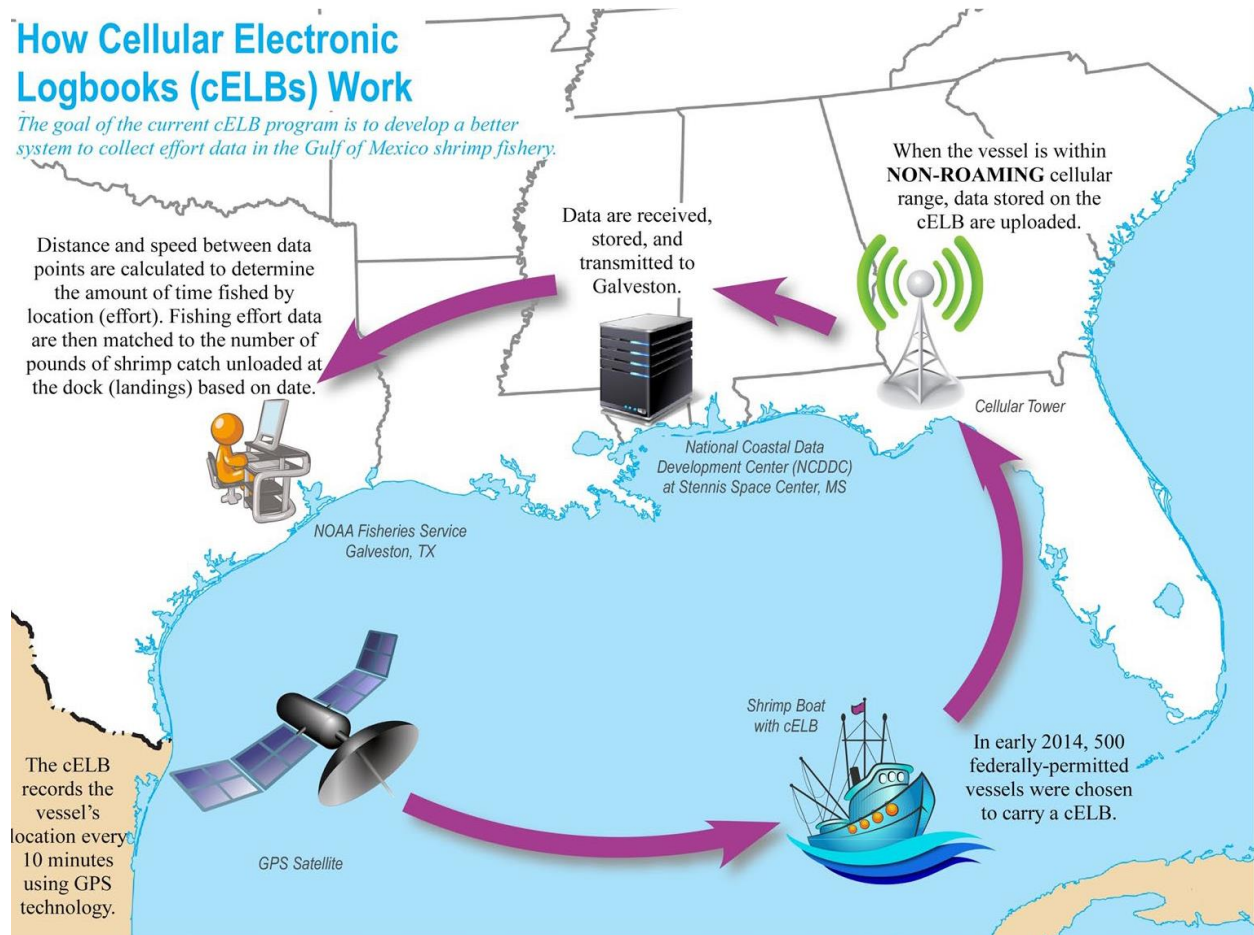 How Cellular Electronic
Logbooks (cELBs) Work
The goal of the current cELB program is to develop a better
system to collect effort data in the Gulf of Mexico shrimp fishery.
When the vessel is within
NON-ROAMING cellular
range, data stored on the
cELB are uploaded.
Data are received,
stored, and
transmitted to
Galveston.
Distance and speed between data
points are calculated to determine
the amount of time fished by
location (effort). Fishing effort data
are then matched to the number of
pounds of shrimp catch unloaded at
the dock (landings) based on date.
Cellular Tower
National Coastal Data
Development Center (NCDDC)
at Stennis Space Center, MS
NOAA Fisheries Service
Galveston, TX
Shrimp Boat
with cELB
In early 2014, 500
federally-permitted
vessels were chosen
to carry a cELB.
The cELB
records the
vessel's
location every
10 minutes
using GPS
technology.
GPS Satellite